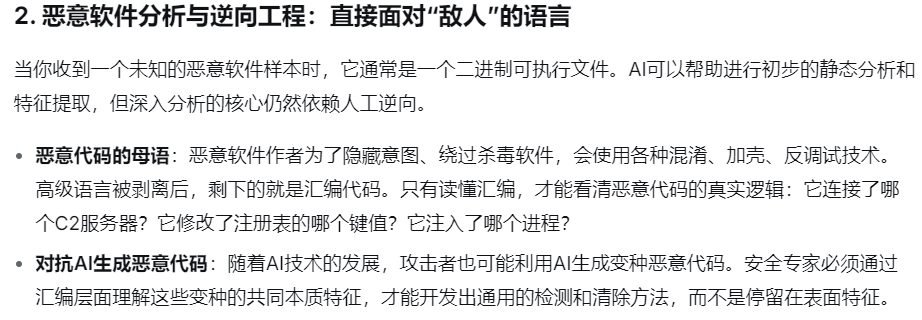 2. 恶意软件分析与逆向工程：直接面对“敌人”的语言
当你收到一个未知的恶意软件样本时，它通常是一个二进制可执行文件。AI可以帮助进行初步的静态分析和
特征提取，但深入分析的核心仍然依赖人工逆向。
• 恶意代码的母语：恶意软件作者为了隐藏意图、绕过杀毒软件，会使用各种混淆、加壳、反调试技术。
高级语言被剥离后，剩下的就是汇编代码。只有读懂汇编，才能看清恶意代码的真实逻辑：它连接了哪
个C2服务器？它修改了注册表的哪个键值？它注入了哪个进程？
• 对抗AI生成恶意代码：随着AI技术的发展，攻击者也可能利用AI生成变种恶意代码。安全专家必须通过
汇编层面理解这些变种的共同本质特征，才能开发出通用的检测和清除方法，而不是停留在表面特征。